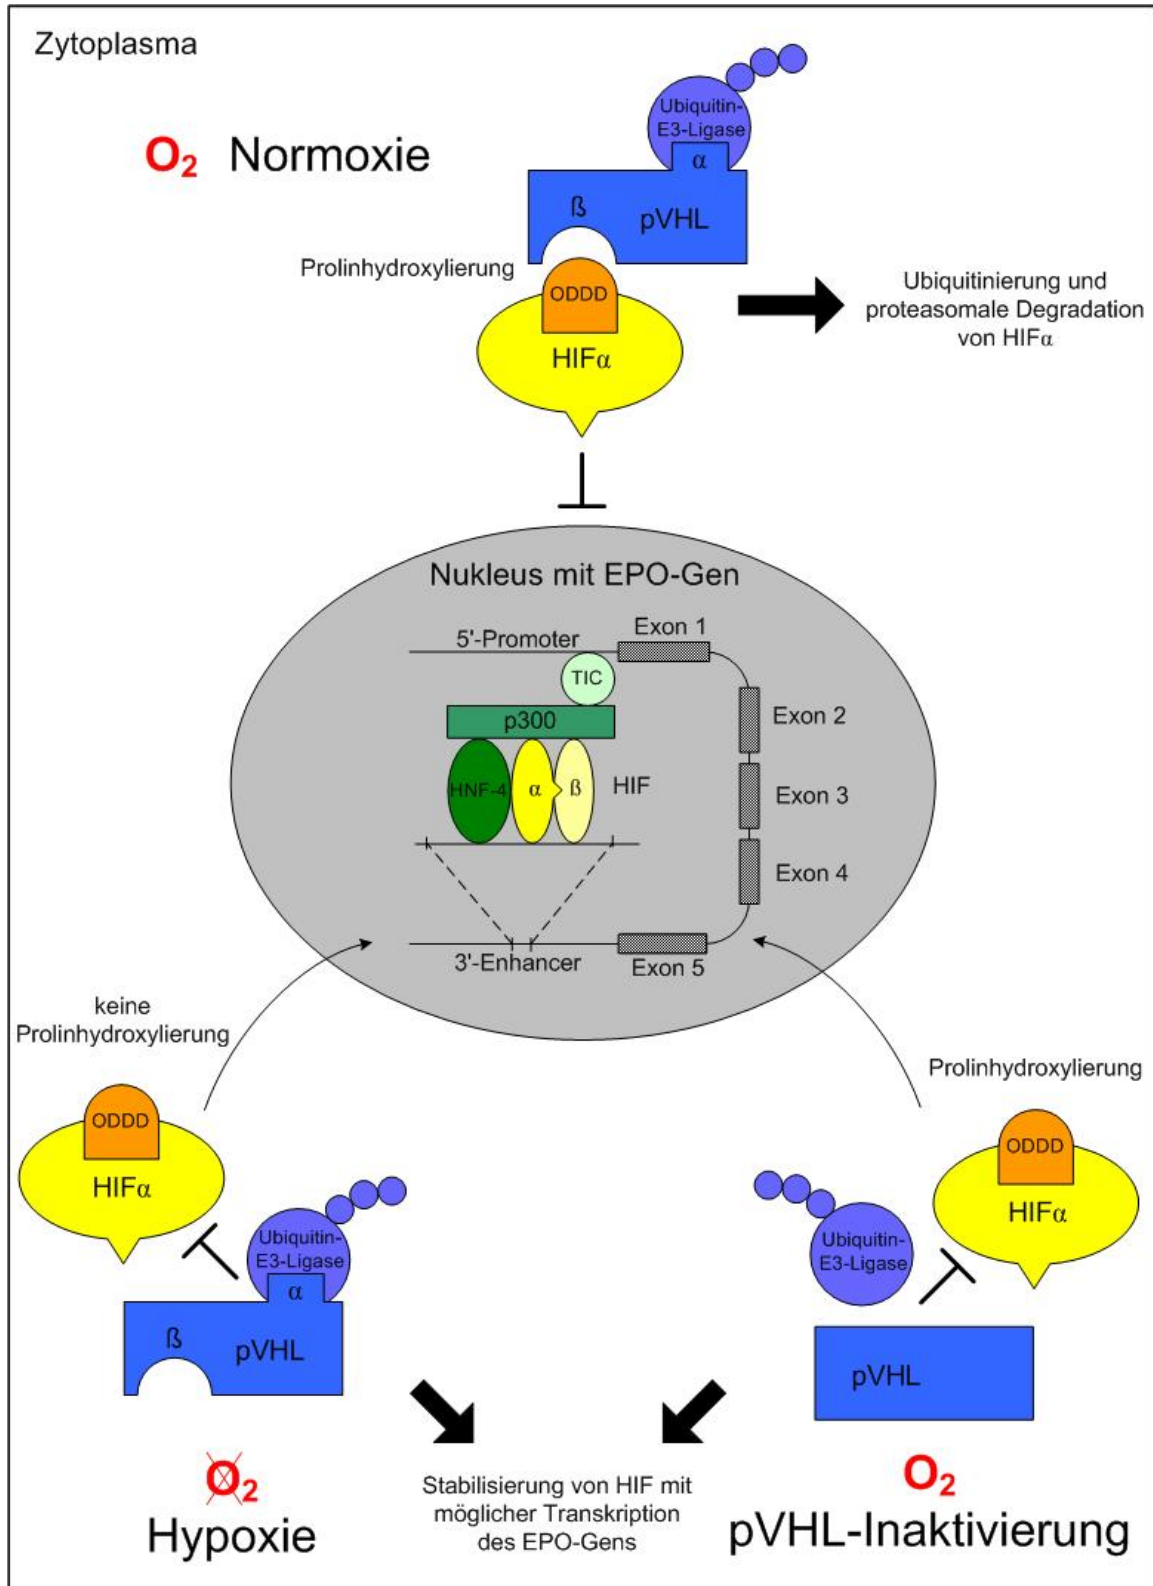 Zytoplasma
O₂ Normoxie
Ubiquitin-
E3-Ligase
α
ß
pVHL
Prolinhydroxylierung
ODDD
HIFα
Ubiquitinierung und
proteasomale Degradation
von HIFα
Nukleus mit EPO-Gen
5'-Promoter
Exon 1
TIC
p300
Exon 2
HNF-4
α
ß
HIF
Exon 3
Exon 4
3'-Enhancer
Exon 5
keine
Prolinhydroxylierung
ODDD
HIFα
Ubiquitin-
E3-Ligase
α
ß
pVHL
Prolinhydroxylierung
ODDD
HIFα
Ubiquitin-
E3-Ligase
pVHL
O₂
Hypoxie
Stabilisierung von HIF mit
möglicher Transkription
des EPO-Gens
O₂
pVHL-Inaktivierung